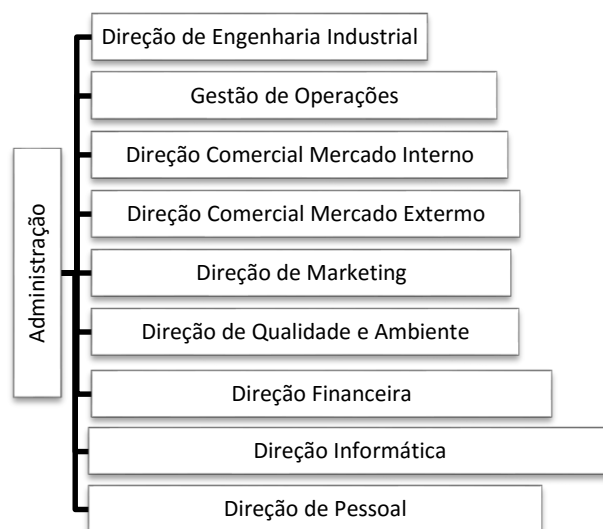 Administração
Direção de Engenharia Industrial
Gestão de Operações
Direção Comercial Mercado Interno
Direção Comercial Mercado Extermo
Direção de Marketing
Direção de Qualidade e Ambiente
Direção Financeira
Direção Informática
Direção de Pessoal